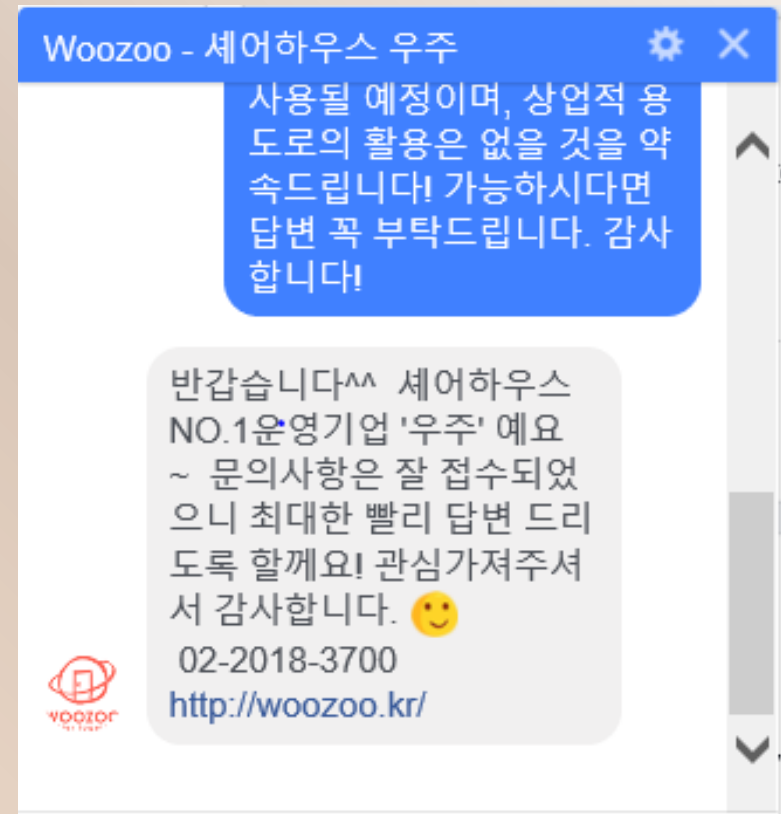 Woozoo - 셰어하우스 우주
사용될 예정이며, 상업적 용
도로의 활용은 없을 것을 약
속드립니다! 가능하시다면
답변 꼭 부탁드립니다. 감사
합니다!
반갑습니다^^ 셰어하우스
NO.1운영기업 '우주' 예요
~ 문의사항은 잘 접수되었
으니 최대한 빨리 답변 드리
도록 할께요! 관심가져주셔
서 감사합니다. 🙂
02-2018-3700
http://woozoo.kr/